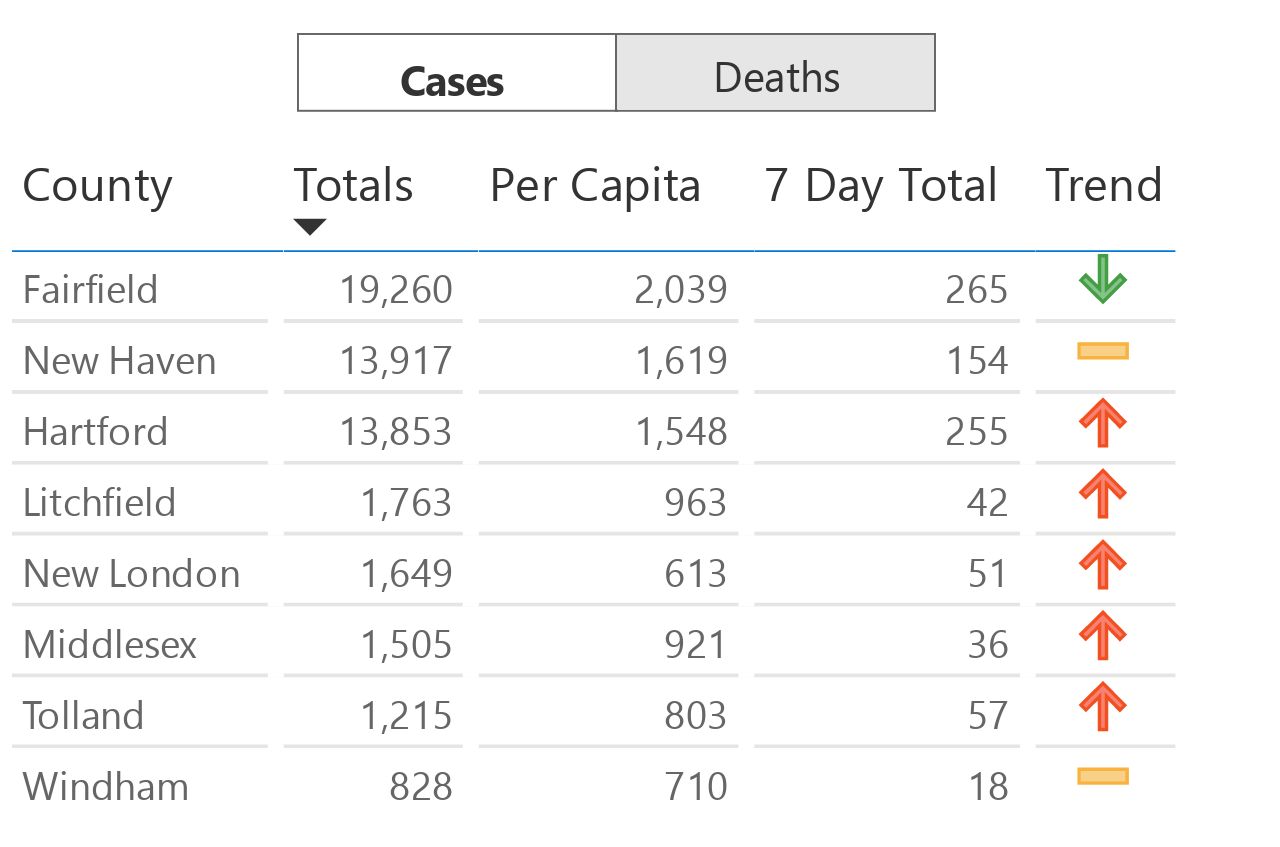 Cases Deaths
County Totals Per Capita 7 Day Total Trend
Fairfield 19,260 2,039 265
New Haven 13,917 1,619 154
Hartford 13,853 1,548 255
Litchfield 1,763 963 42
New London 1,649 613 51
Middlesex 1,505 921 36
Tolland 1,215 803 57
Windham 828 710 18